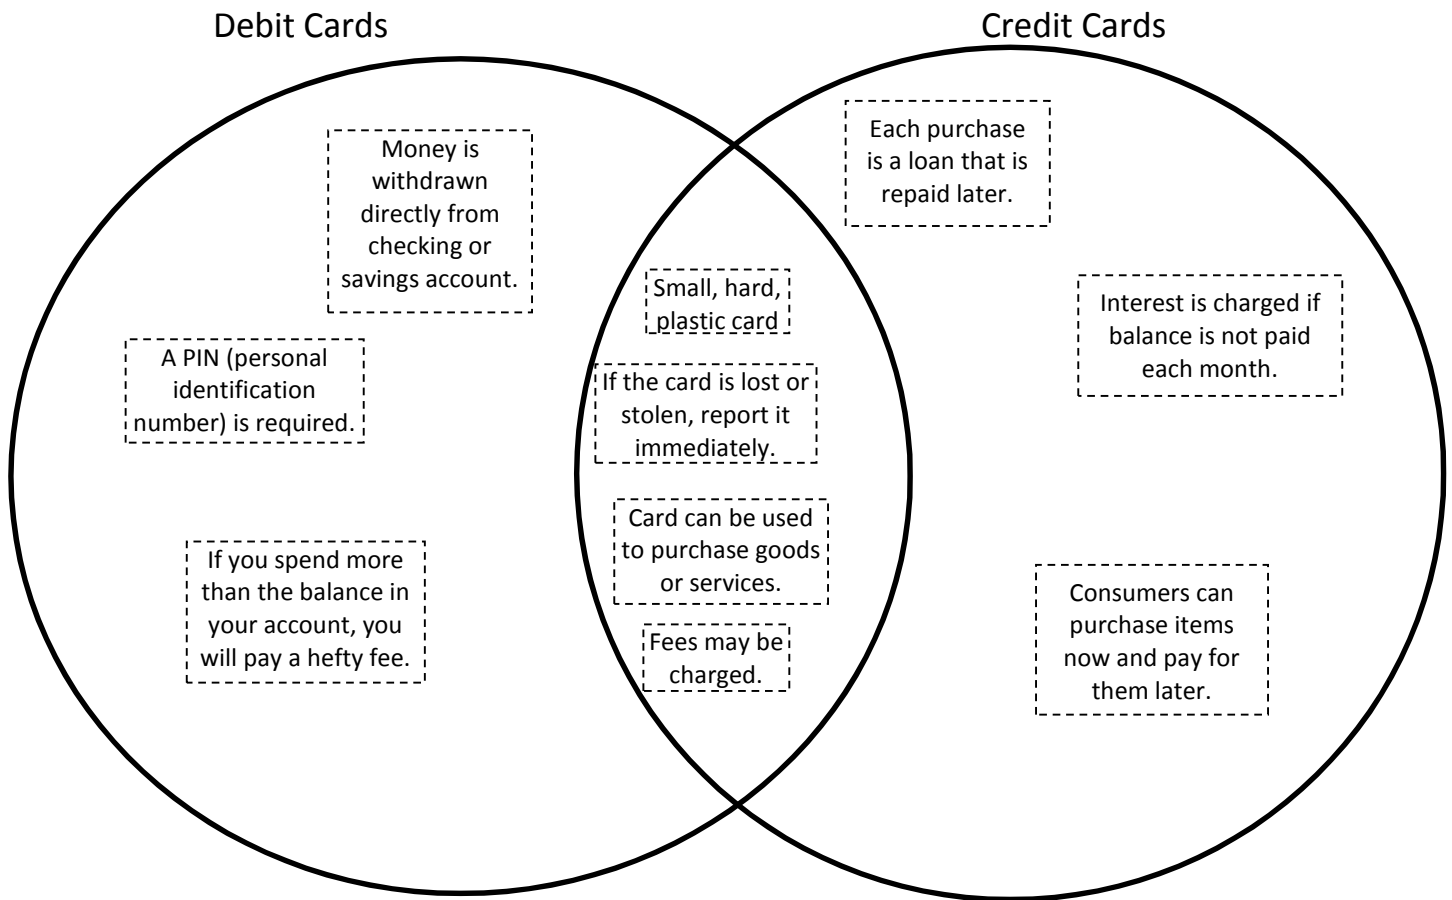 Debit Cards
Credit Cards
Money is
withdrawn
directly from
checking or
savings account.
A PIN (personal
identification
number) is required.
If you spend more
than the balance in
your account, you
will pay a hefty fee.
Small, hard,
plastic card
If the card is lost or
stolen, report it
immediately.
Card can be used
to purchase goods
or services.
Fees may be
charged.
Each purchase
is a loan that is
repaid later.
Interest is charged if
balance is not paid
each month.
Consumers can
purchase items
now and pay for
them later.